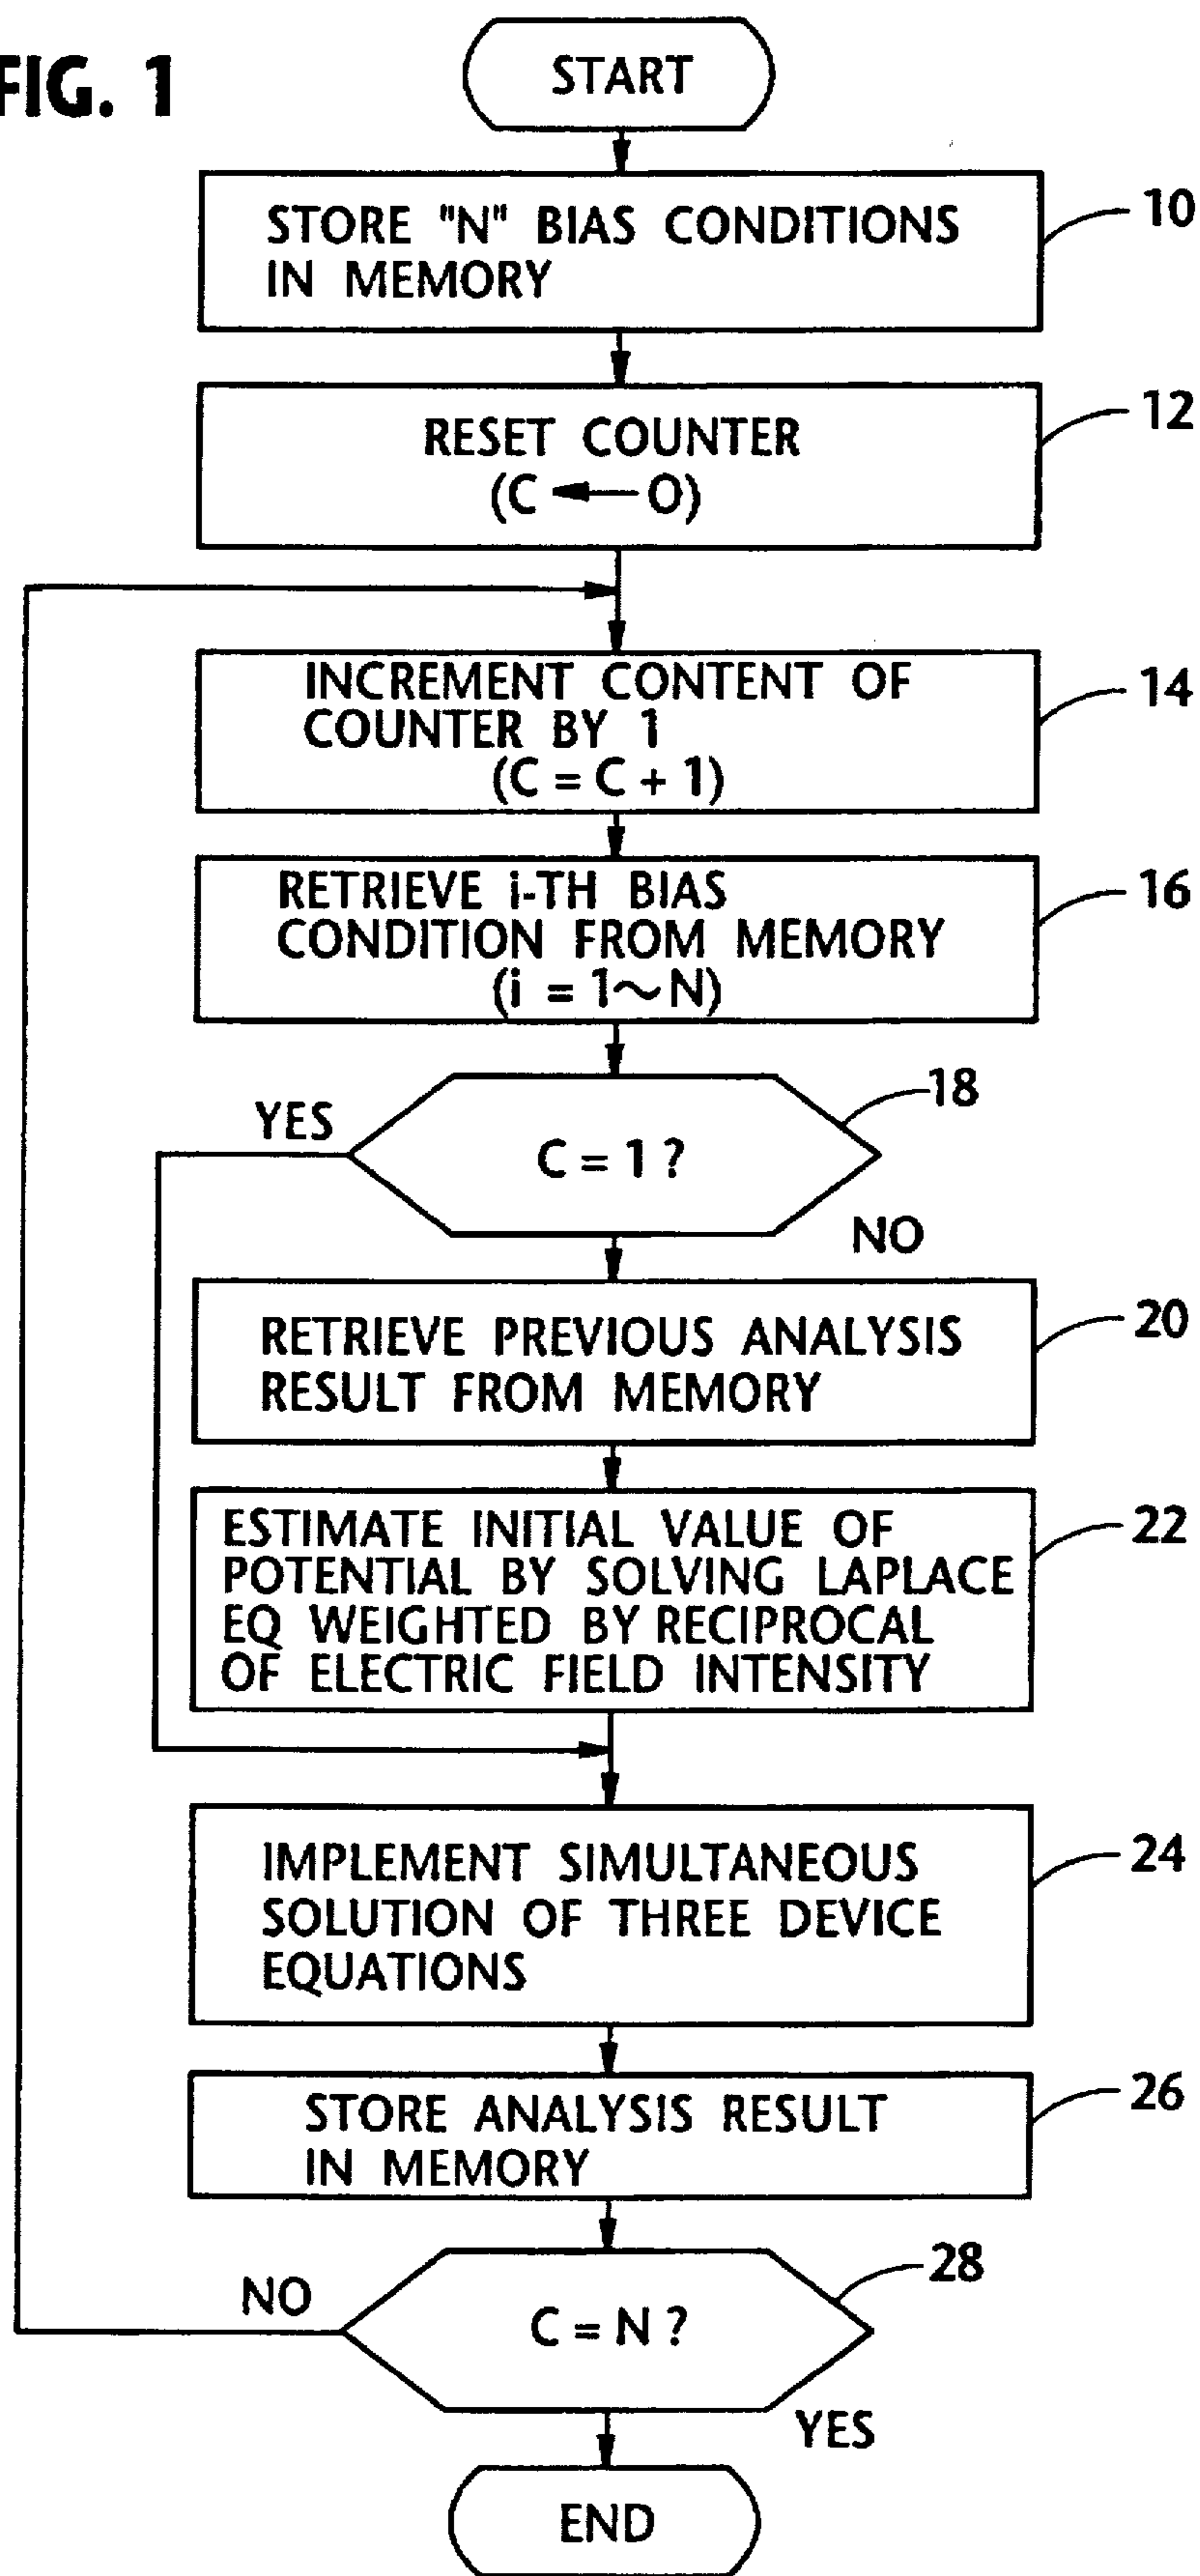 FIG. 1
START
STORE "N" BIAS CONDITIONS
IN MEMORY
10
RESET COUNTER
(C ← O)
12
INCREMENT CONTENT OF
COUNTER BY 1
(C = C + 1)
14
RETRIEVE i-TH BIAS
CONDITION FROM MEMORY
(i = 1～N)
16
18
YES
C = 1 ?
NO
RETRIEVE PREVIOUS ANALYSIS
RESULT FROM MEMORY
20
ESTIMATE INITIAL VALUE OF
POTENTIAL BY SOLVING LAPLACE
EQ WEIGHTED BY RECIPROCAL
OF ELECTRIC FIELD INTENSITY
22
IMPLEMENT SIMULTANEOUS
SOLUTION OF THREE DEVICE
EQUATIONS
24
STORE ANALYSIS RESULT
IN MEMORY
26
28
NO
C = N ?
YES
END